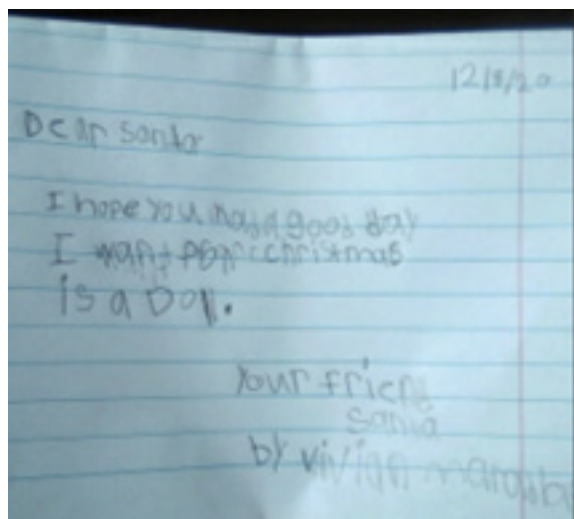 12/8/20
Dear Santa
I hope you had a good day
I want for christmas
is a Doll.
Your friend
Santa
by vivian